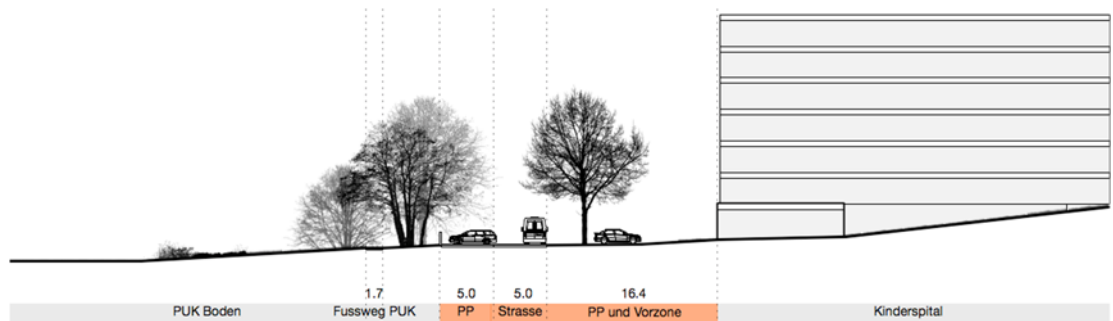 1.7 5.0 5.0 16.4
PUK Boden Fussweg PUK PP Strasse PP und Vorzone Kinderspital